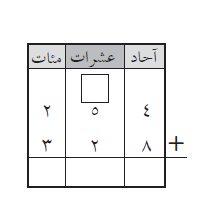 آحاد عشرات مئات
٤ ٥ ٢
+ ٨ ٢ ٣